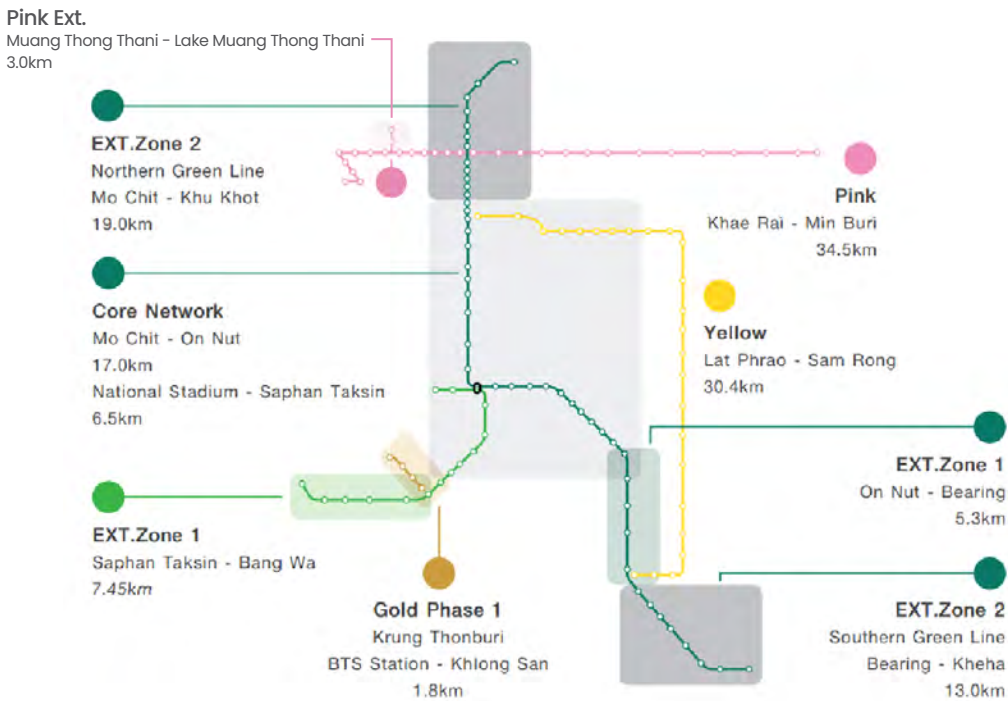 Pink Ext.
Muang Thong Thani - Lake Muang Thong Thani
3.0km
EXT.Zone 2
Northern Green Line
Mo Chit - Khu Khot
19.0km
Pink
Khae Rai - Min Buri
34.5km
Core Network
Mo Chit - On Nut
17.0km
National Stadium - Saphan Taksin
6.5km
Yellow
Lat Phrao - Sam Rong
30.4km
EXT.Zone 1
On Nut - Bearing
5.3km
EXT.Zone 1
Saphan Taksin - Bang Wa
7.45km
Gold Phase 1
Krung Thonburi
BTS Station - Khlong San
1.8km
EXT.Zone 2
Southern Green Line
Bearing - Kheha
13.0km